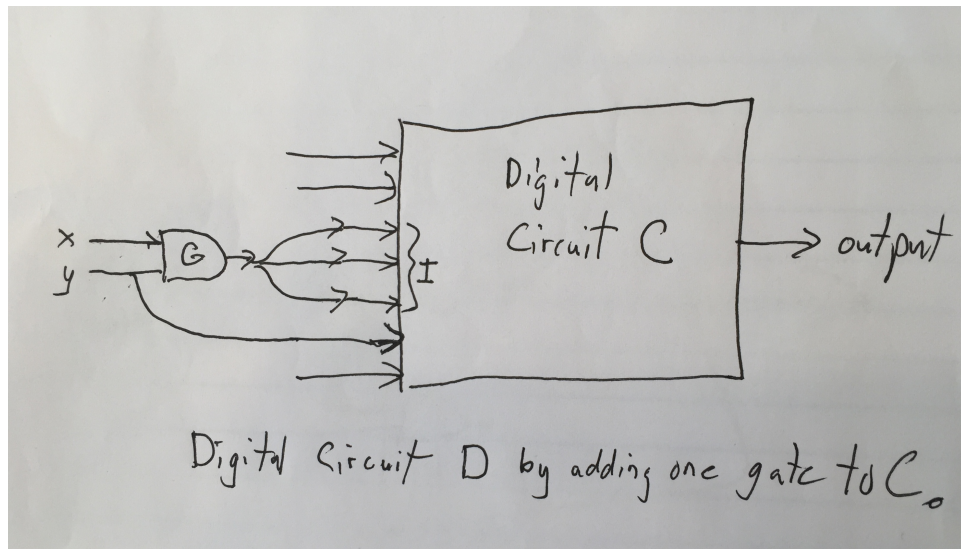 Digital
Circuit C
output
x
y
G
I
Digital Circuit D by adding one gate to C.